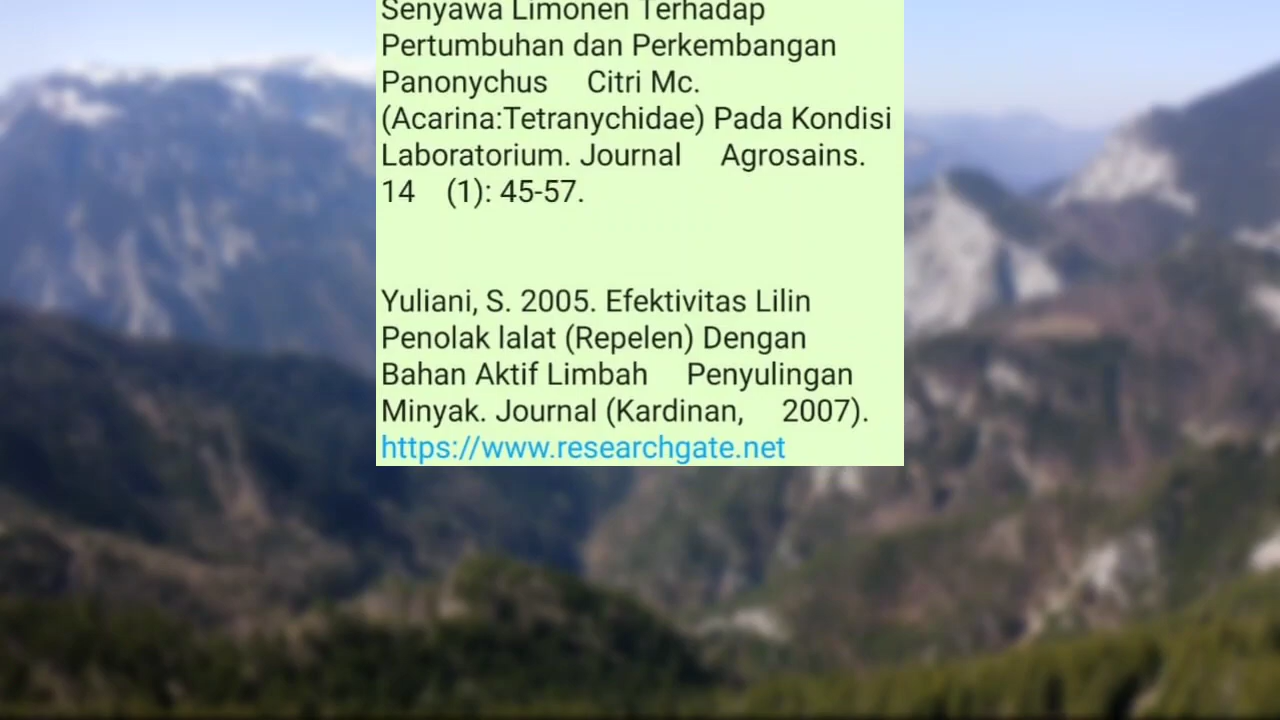 Senyawa Limonen Terhadap
Pertumbuhan dan Perkembangan
Panonychus Citri Mc.
(Acarina:Tetranychidae) Pada Kondisi
Laboratorium. Journal Agrosains.
14 (1): 45-57.
Yuliani, S. 2005. Efektivitas Lilin
Penolak lalat (Repelen) Dengan
Bahan Aktif Limbah Penyulingan
Minyak. Journal (Kardinan, 2007).
https://www.researchgate.net